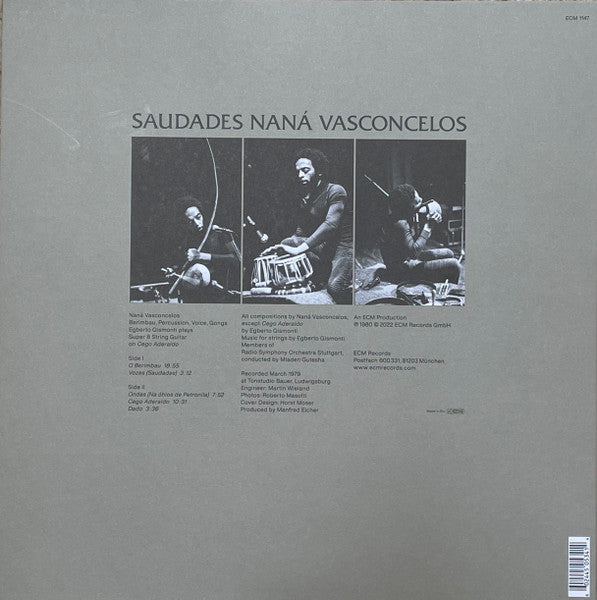 ECM 1147
SAUDADES NANÁ VASCONCELOS
Naná Vasconcelos
Berimbau, Percussion, Voice, Gongs
Egberto Gismonti plays
Super 8 String Guitar
on Cego Aderaldo
Side I
O Berimbau 18:55
Vozes (Saudades) 3:12
Side II
Ondas (Na óhlos de Petronila) 7:52
Cego Aderaldo 10:31
Dado 3:36
All compositions by Naná Vasconcelos,
except Cego Aderaldo
by Egberto Gismonti
Music for strings by Egberto Gismonti
Members of
Radio Symphony Orchestra Stuttgart,
conducted by Mladen Gutesha
Recorded March 1979
at Tonstudio Bauer, Ludwigsburg
Engineer: Martin Wieland
Photos: Roberto Masotti
Cover Design: Horst Moser
Produced by Manfred Eicher
An ECM Production
℗ 1980 © 2022 ECM Records GmbH
ECM Records
Postfach 600 331, 81203 München
www.ecmrecords.com